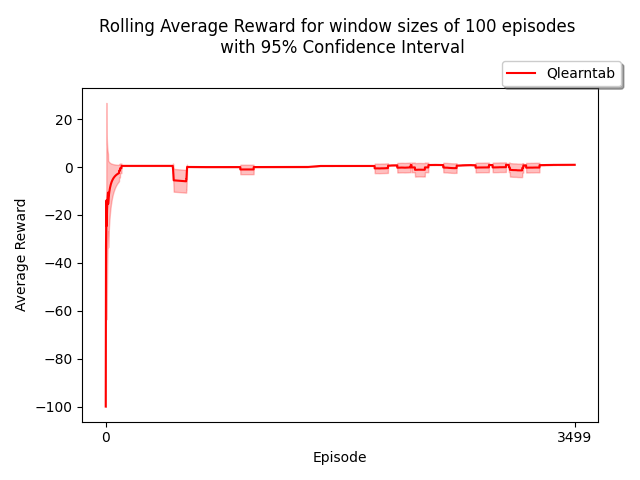 Rolling Average Reward for window sizes of 100 episodes
with 95% Confidence Interval
Qlearntab
20
0
−20
−40
−60
−80
−100
Average Reward
0
3499
Episode